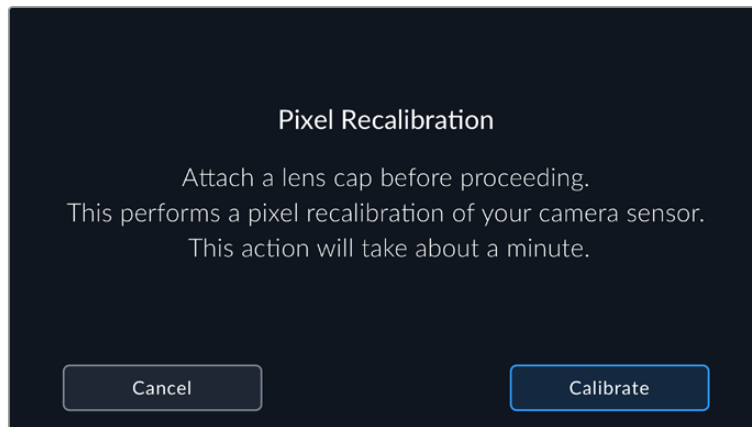 Pixel Recalibration
Attach a lens cap before proceeding.
This performs a pixel recalibration of your camera sensor.
This action will take about a minute.
Cancel
Calibrate